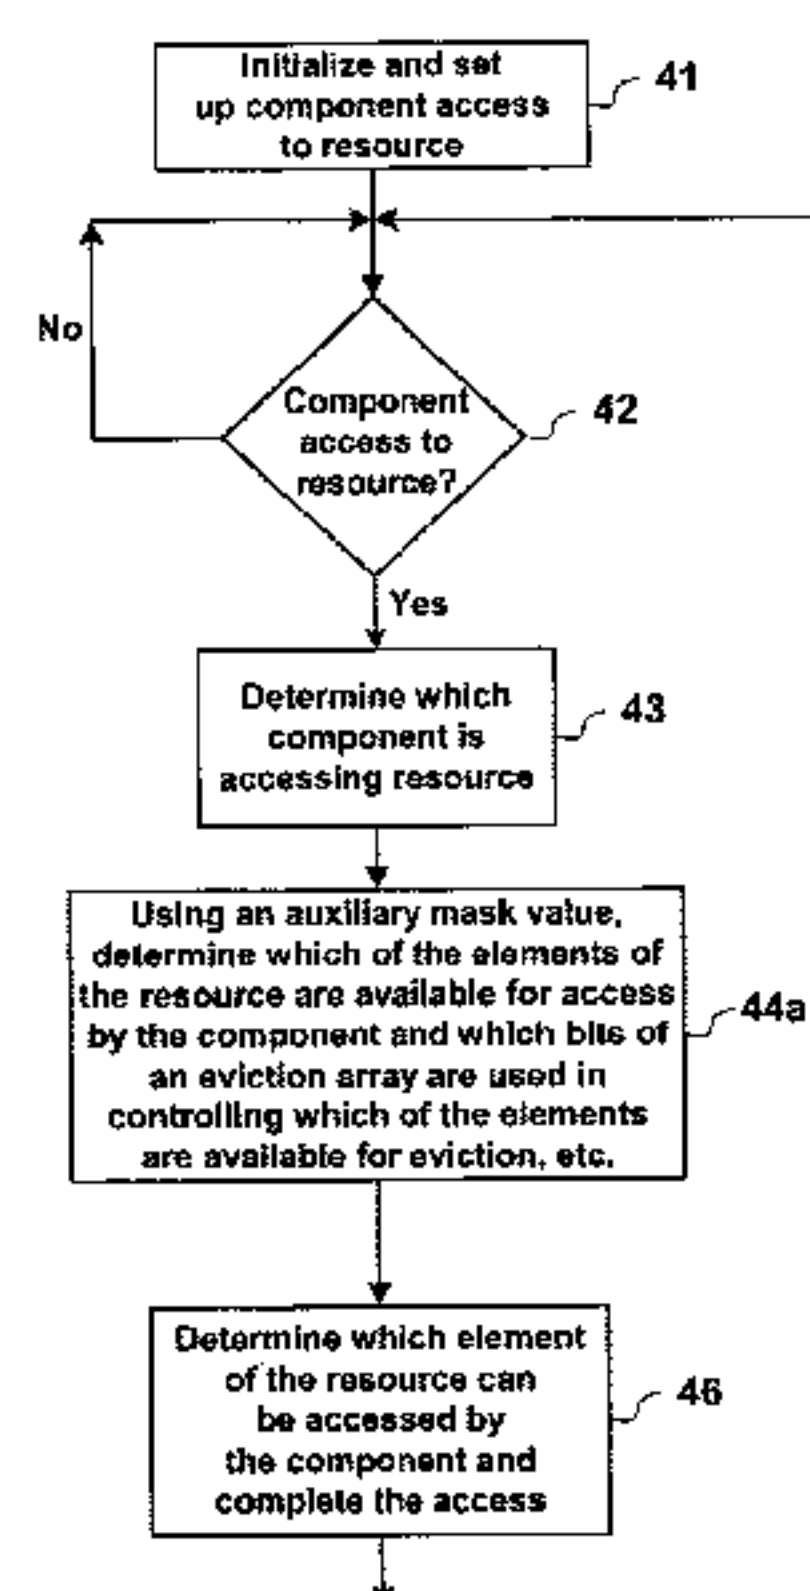 Initialize and set
up component access
to resource
41
No
Component
access to
resource?
42
Yes
Determine which
component is
accessing resource
43
Using an auxiliary mask value,
determine which of the elements of
the resource are available for access
by the component and which bits of
an eviction array are used in
controlling which of the elements
are available for eviction, etc.
44a
Determine which element
of the resource can
be accessed by
the component and
complete the access
46